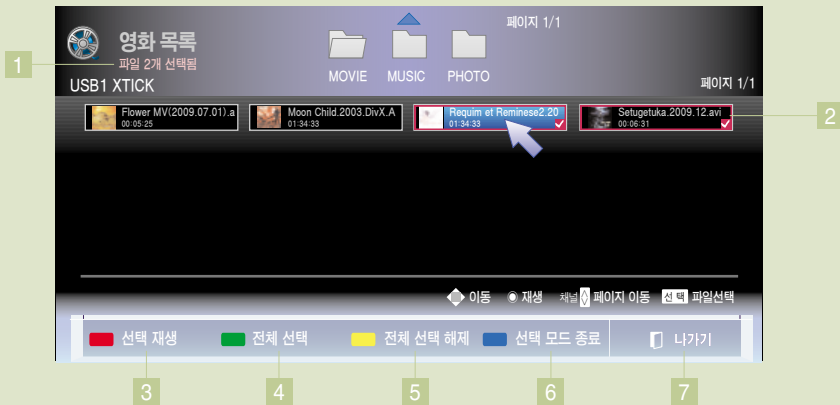 페이지 1/1
영화 목록
파일 2개 선택됨
USB1 XTICK
MOVIE MUSIC PHOTO
페이지 1/1
Flower MV(2009.07.01).a
00:05:25
Moon Child.2003.DivX.A
01:34:33
Requim et Reminese2.20
01:34:33
Setugetuka.2009.12.avi
00:06:31
이동 재생 채널 페이지 이동 선택 파일선택
선택 재생 전체 선택 전체 선택 해제 선택 모드 종료 나가기
1
2
3 4 5 6 7